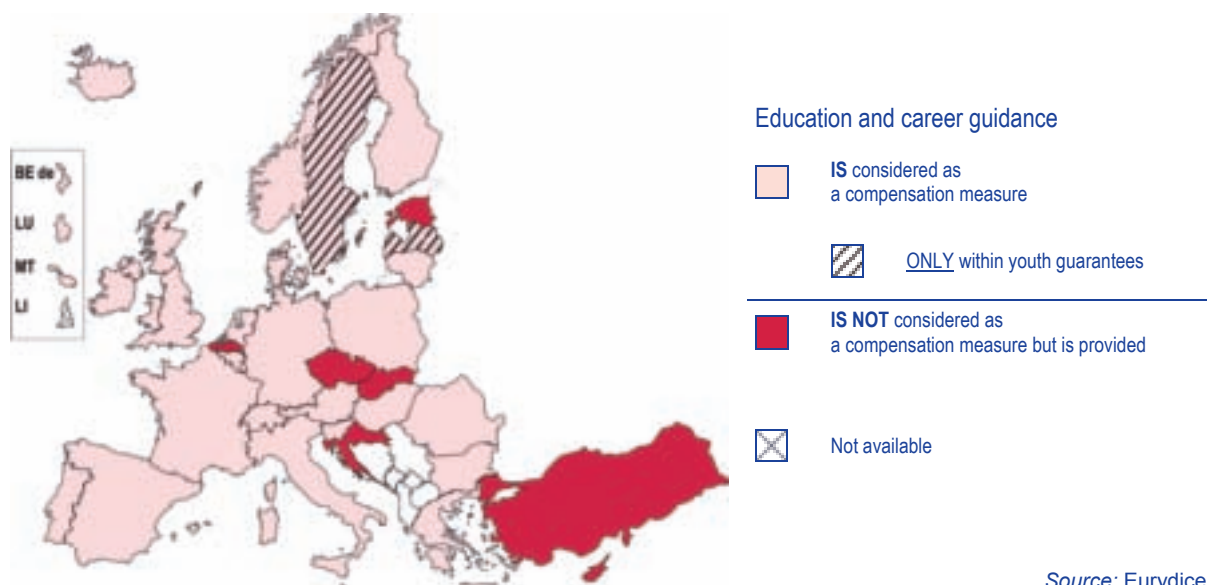 BE de
LU
MT
LI
Education and career guidance
IS considered as
a compensation measure
ONLY within youth guarantees
IS NOT considered as
a compensation measure but is provided
Not available
Source: Eurydice